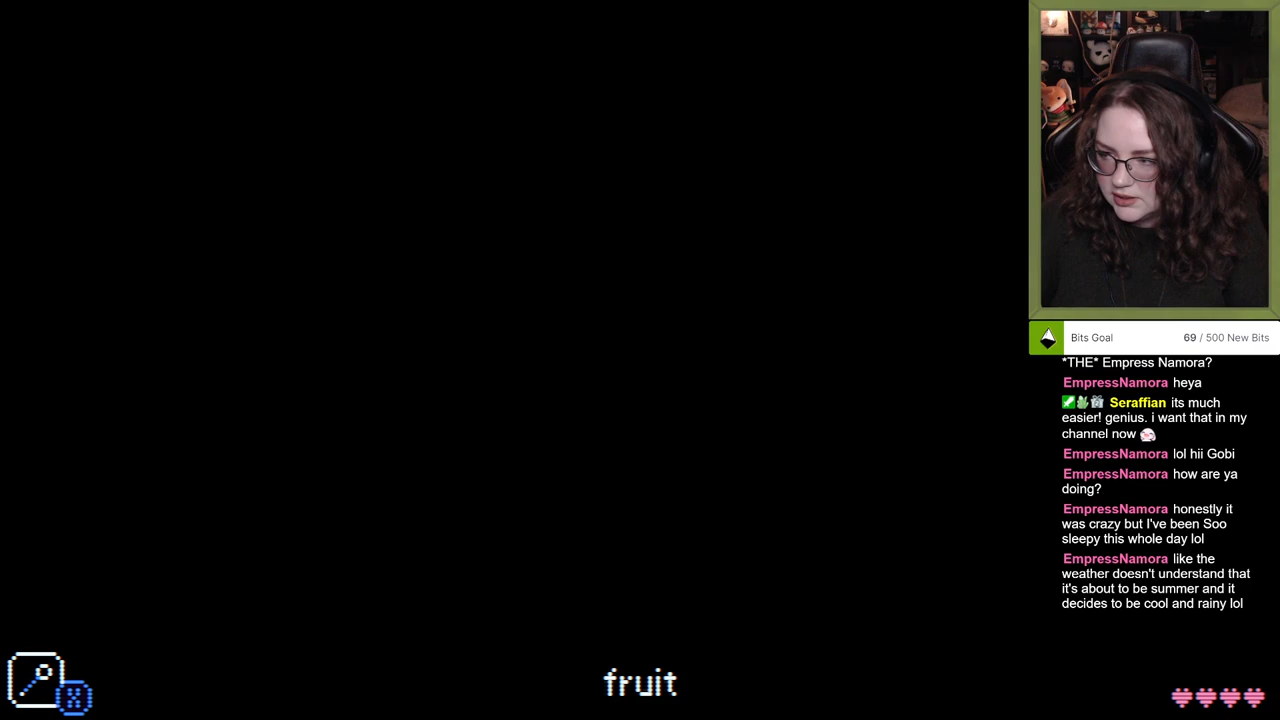 Bits Goal 69 / 500 New Bits
*THE* Empress Namora?
EmpressNamora heya
Seraffian its much
easier! genius. i want that in my
channel now
EmpressNamora lol hii Gobi
EmpressNamora how are ya
doing?
EmpressNamora honestly it
was crazy but I've been Soo
sleepy this whole day lol
EmpressNamora like the
weather doesn't understand that
it's about to be summer and it
decides to be cool and rainy lol
X
fruit